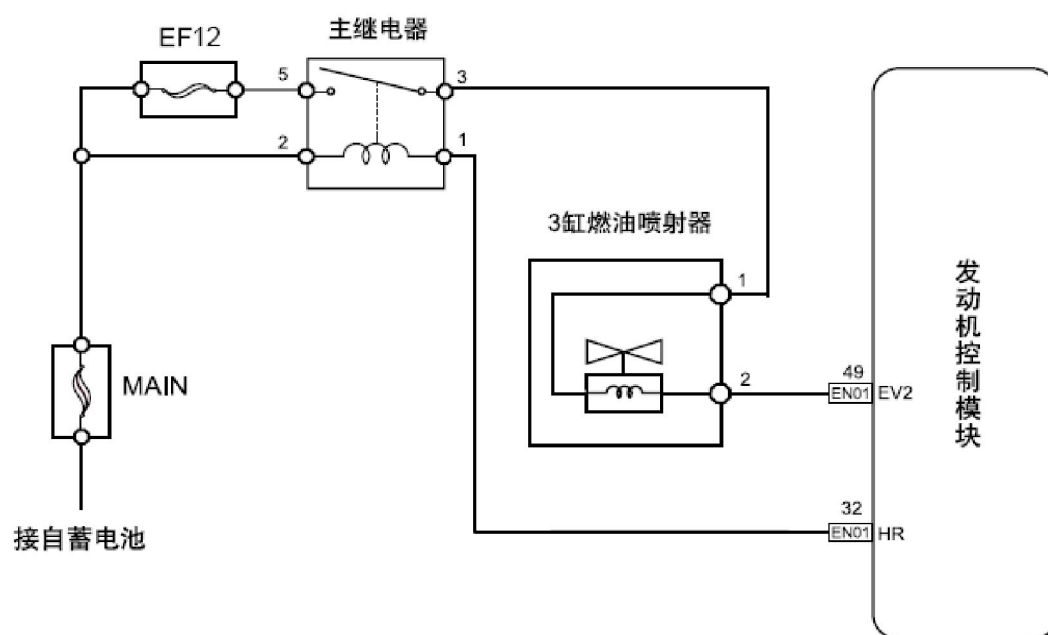 主继电器
EF12
5
3
2
1
3缸燃油喷射器
1
发动机控制模块
MAIN
2
49
EN01 EV2
32
EN01 HR
接自蓄电池